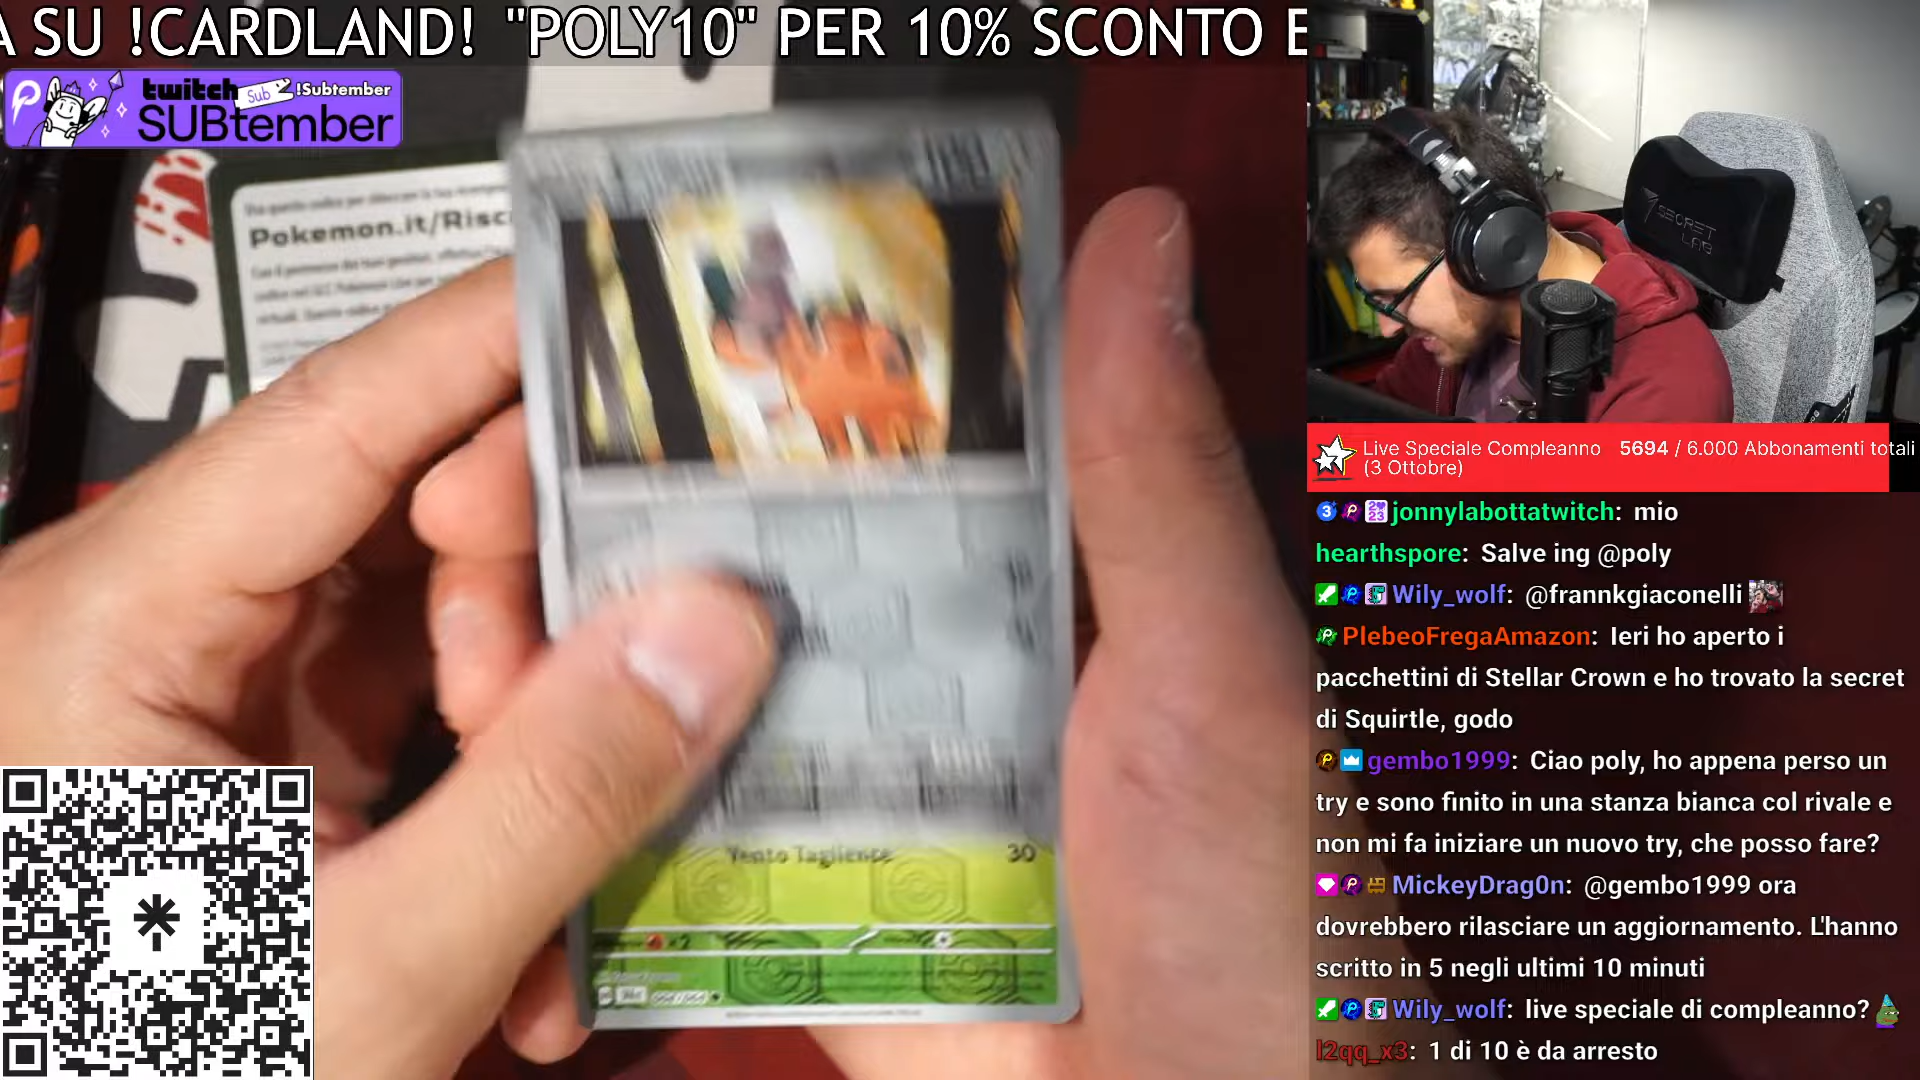 A SU !CARDLAND! "POLY10" PER 10% SCONTO E
twitch Sub !Subtember
SUBtember
Pokemon.it/Risc
Vento Tagliente 30
×2
SECRET
LAB
Live Speciale Compleanno 5694 / 6.000 Abbonamenti totali
(3 Ottobre)
jonnylabottatwitch: mio
hearthspore: Salve ing @poly
Wily_wolf: @frannkgiaconelli
PlebeoFregaAmazon: Ieri ho aperto i
pacchettini di Stellar Crown e ho trovato la secret
di Squirtle, godo
gembo1999: Ciao poly, ho appena perso un
try e sono finito in una stanza bianca col rivale e
non mi fa iniziare un nuovo try, che posso fare?
MickeyDrag0n: @gembo1999 ora
dovrebbero rilasciare un aggiornamento. L'hanno
scritto in 5 negli ultimi 10 minuti
Wily_wolf: live speciale di compleanno?
l2qq_x3: 1 di 10 è da arresto